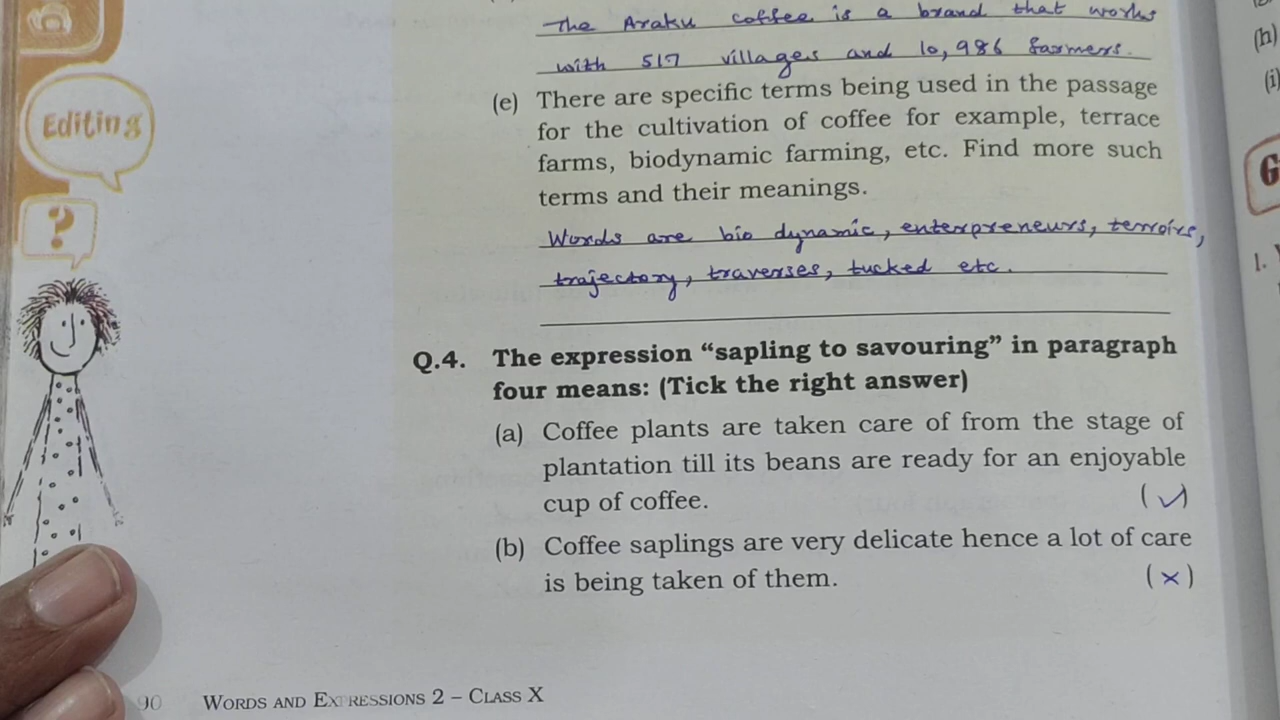 The Araku coffee is a brand that works
with 517 villages and 10,986 farmers.
Editing
(e) There are specific terms being used in the passage
for the cultivation of coffee for example, terrace
farms, biodynamic farming, etc. Find more such
terms and their meanings.
?
Words are bio dynamic, enterpreneurs, terroirs,
trajectory, traverses, tucked etc.
Q.4. The expression “sapling to savouring” in paragraph
four means: (Tick the right answer)
(a) Coffee plants are taken care of from the stage of
plantation till its beans are ready for an enjoyable
cup of coffee. (✓)
(b) Coffee saplings are very delicate hence a lot of care
is being taken of them. (×)
90 WORDS AND EXPRESSIONS 2 – CLASS X
(h)
(i)
G
1.